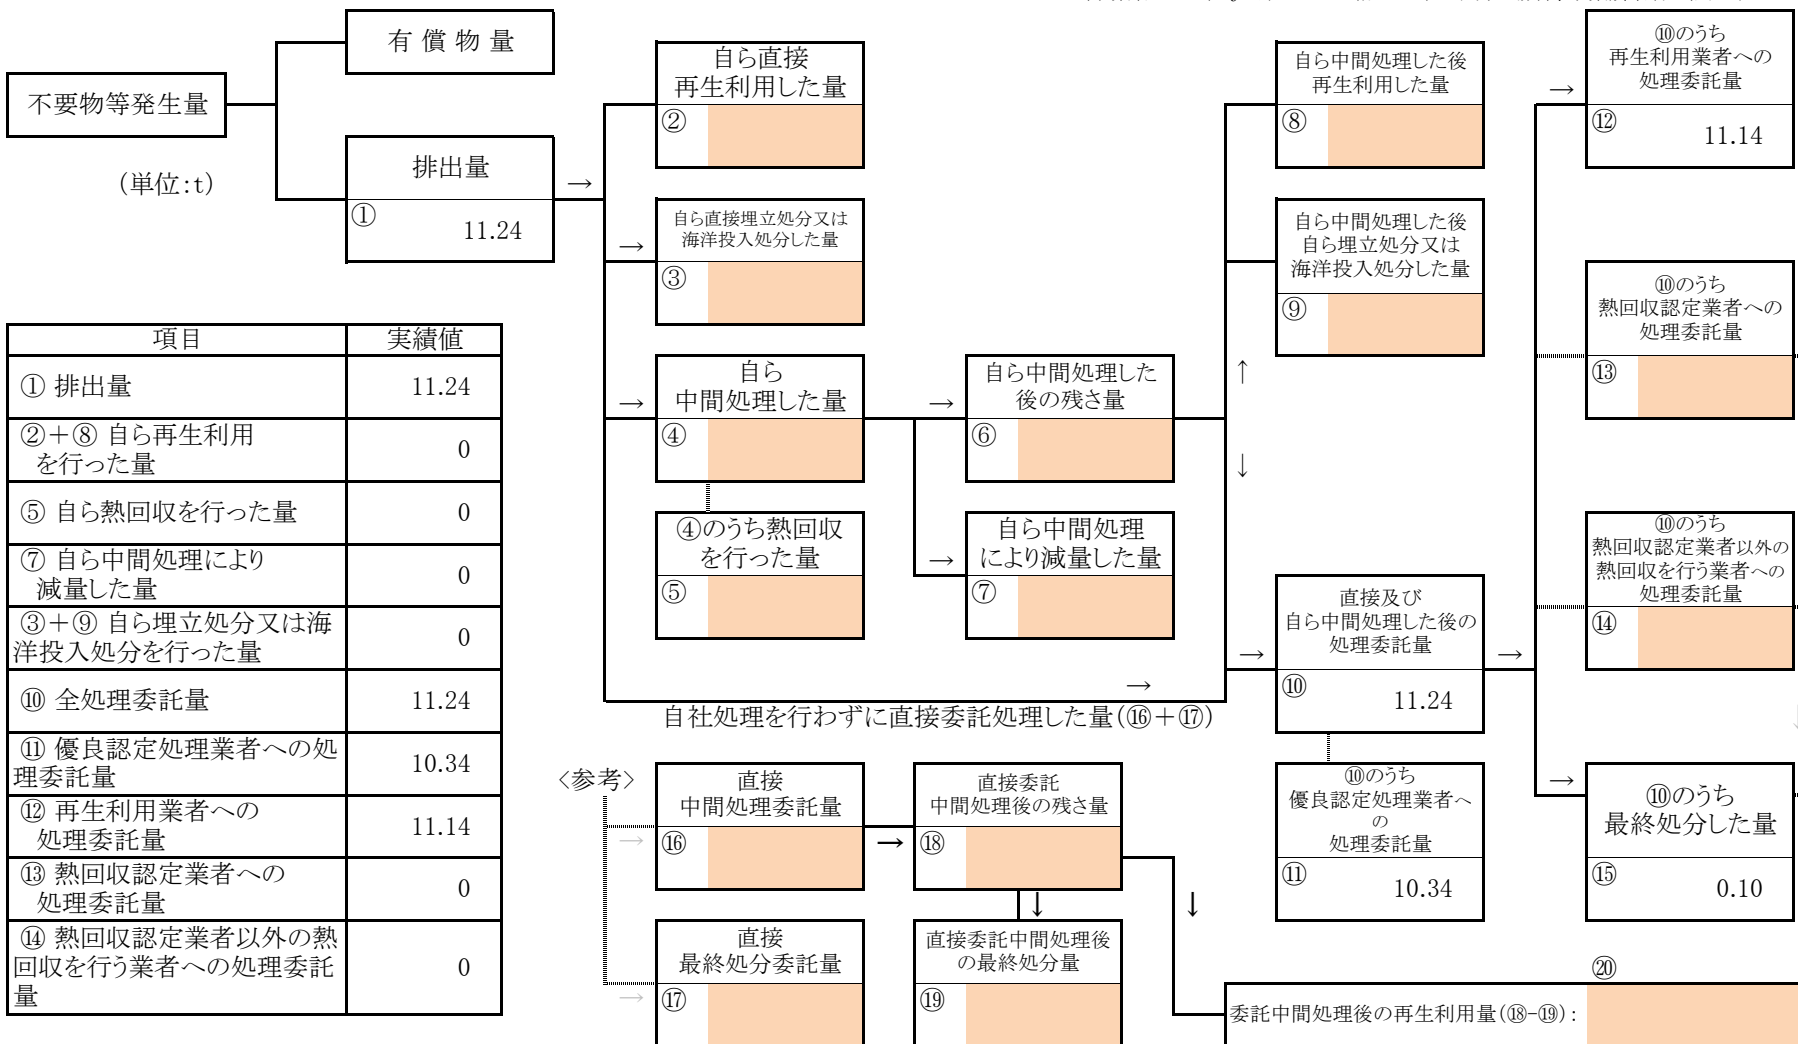 有 償 物 量
不要物等発生量
(単位:t)
排出量
①
11.24
→
自ら直接
再生利用した量
②
→
自ら直接埋立処分又は
海洋投入処分した量
③
→
自ら
中間処理した量
④
④のうち熱回収
を行った量
⑤
→
自ら中間処理した
後の残さ量
⑥
→
自ら中間処理
により減量した量
⑦
自ら中間処理した後
再生利用した量
⑧
自ら中間処理した後
自ら埋立処分又は
海洋投入処分した量
⑨
↑
↓
→
直接及び
自ら中間処理した後の
処理委託量
⑩
11.24
→
⑩のうち
優良認定処理業者へ
の
処理委託量
⑪
10.34
→
⑩のうち
再生利用業者への
処理委託量
⑫
11.14
⑩のうち
熱回収認定業者への
処理委託量
⑬
⑩のうち
熱回収認定業者以外の
熱回収を行う業者への
処理委託量
⑭
→
⑩のうち
最終処分した量
⑮
0.10
→
自社処理を行わずに直接委託処理した量(⑯+⑰)
<参考>
→
直接
中間処理委託量
⑯
→
直接委託
中間処理後の残さ量
⑱
↓
↓
→
直接
最終処分委託量
⑰
直接委託中間処理後
の最終処分量
⑲
⑳
委託中間処理後の再生利用量(⑱-⑲):
項目 実績値
① 排出量 11.24
②+⑧ 自ら再生利用
を行った量 0
⑤ 自ら熱回収を行った量 0
⑦ 自ら中間処理により
減量した量 0
③+⑨ 自ら埋立処分又は海
洋投入処分を行った量 0
⑩ 全処理委託量 11.24
⑪ 優良認定処理業者への処
理委託量 10.34
⑫ 再生利用業者への
処理委託量 11.14
⑬ 熱回収認定業者への
処理委託量 0
⑭ 熱回収認定業者以外の熱
回収を行う業者への処理委託
量 0